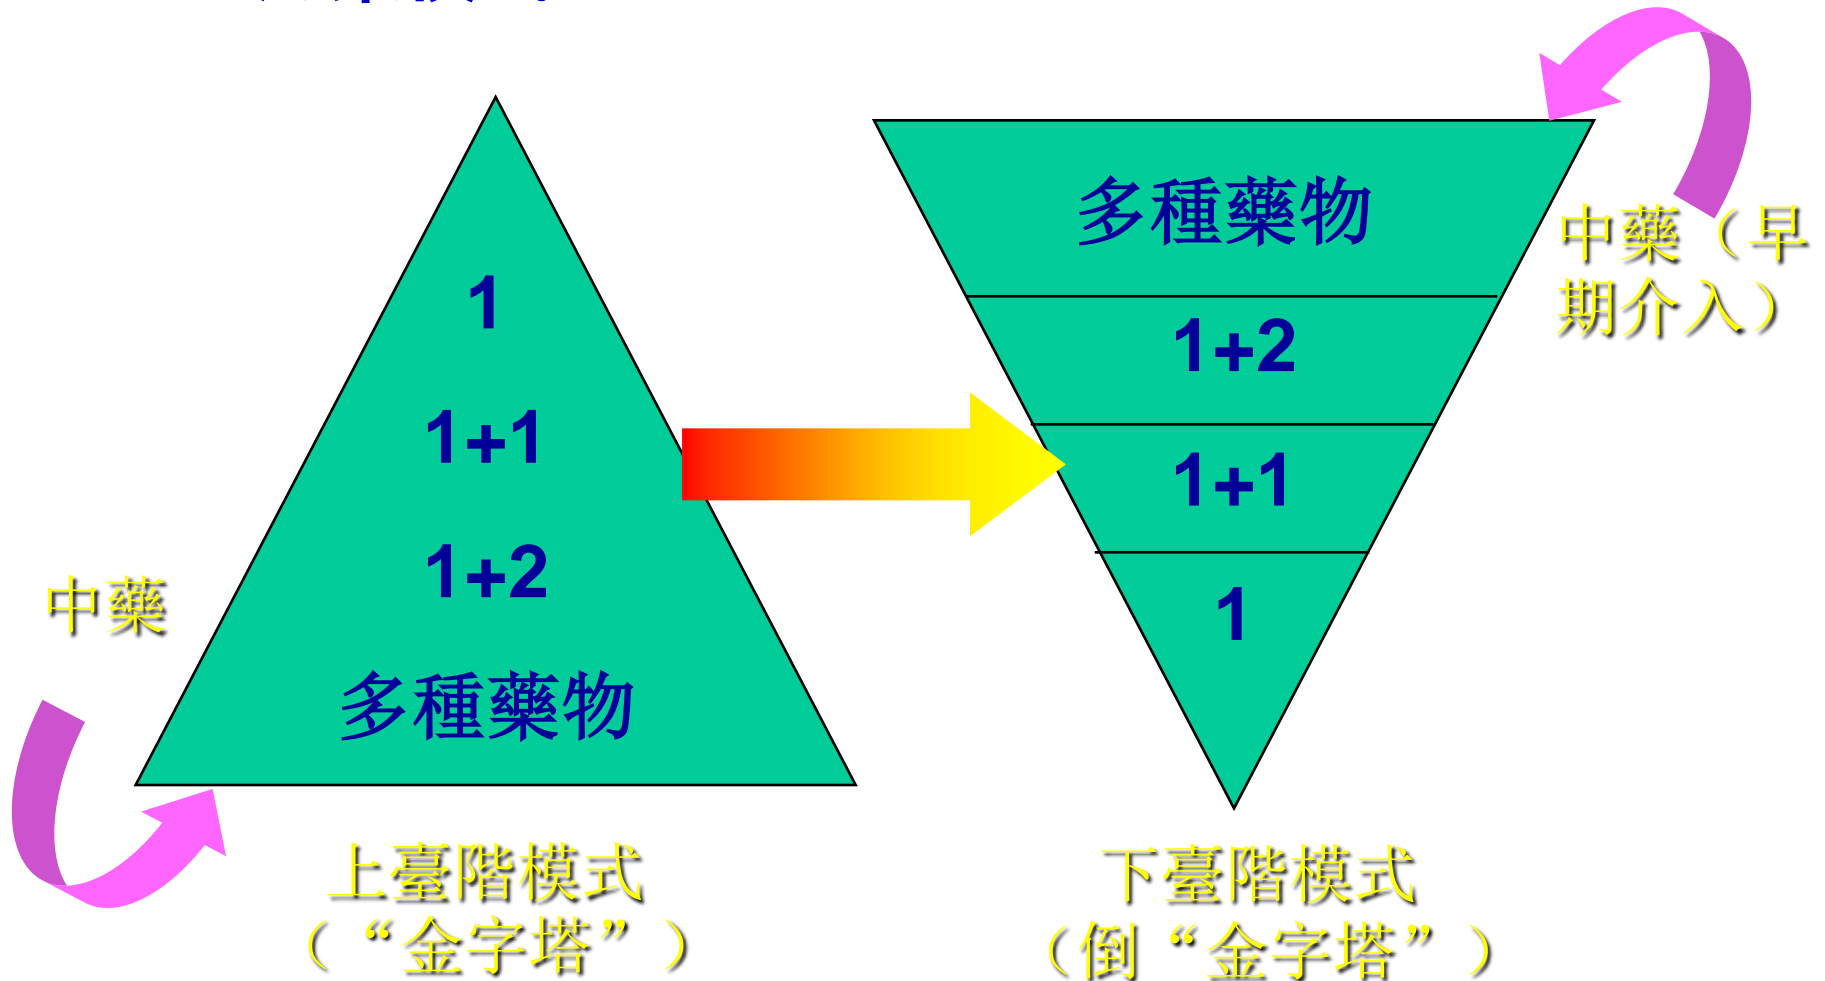 1
1+1
1+2
多種藥物
中藥
上臺階模式
（“金字塔”）
多種藥物
1+2
1+1
1
中藥（早
期介入）
下臺階模式
（倒“金字塔”）